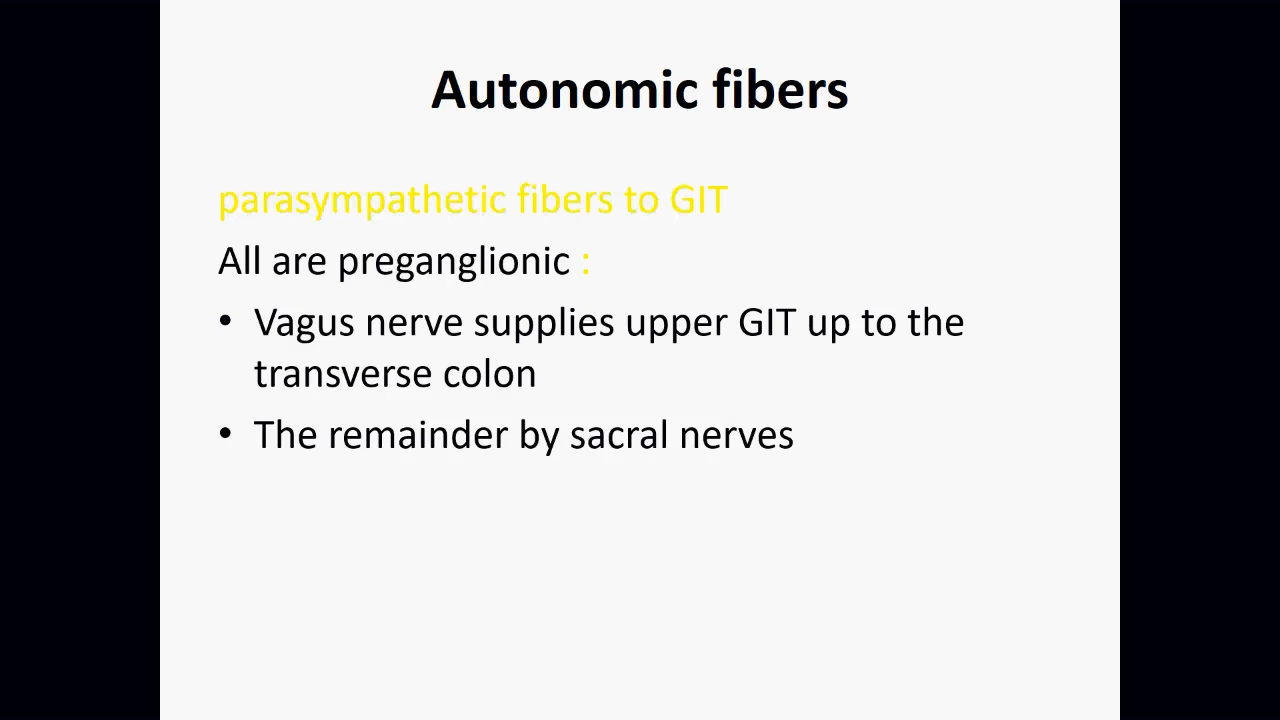 Autonomic fibers
parasympathetic fibers to GIT
All are preganglionic :
• Vagus nerve supplies upper GIT up to the
transverse colon
• The remainder by sacral nerves